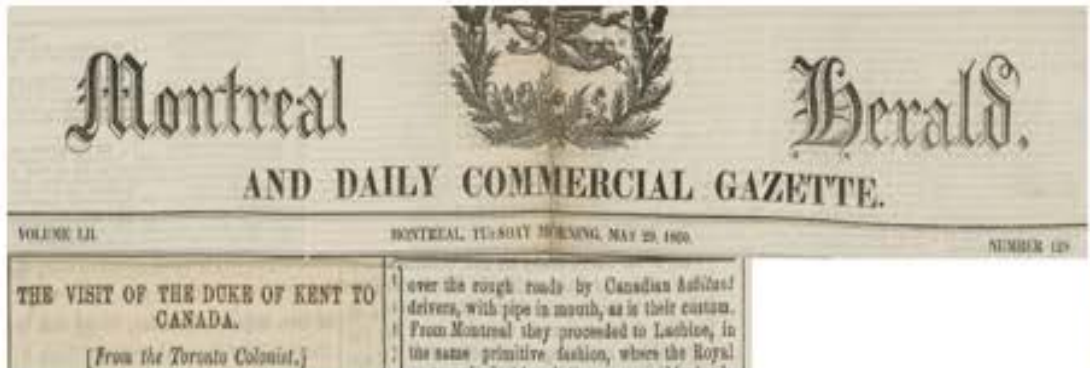 Montreal Herald.
AND DAILY COMMERCIAL GAZETTE.
VOLUME LII.
MONTREAL, TUESDAY MORNING, MAY 29, 1860.
NUMBER 129
THE VISIT OF THE DUKE OF KENT TO
CANADA.
[From the Toronto Colonist.]
over the rough roads by Canadian habitant
drivers, with pipe in mouth, as is their custom.
From Montreal they proceeded to Lachine, in
the same primitive fashion, where the Royal